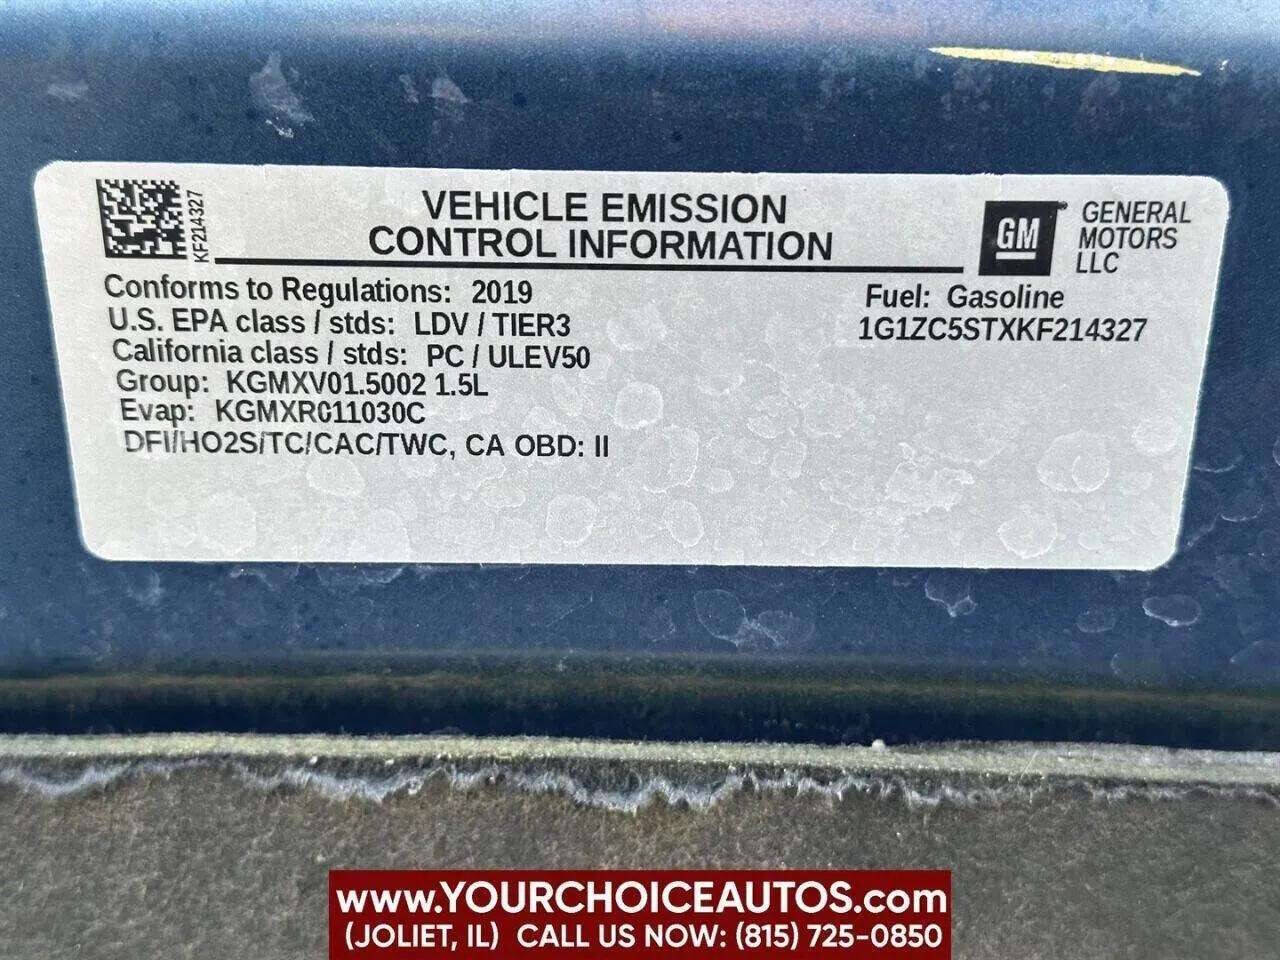 KF214327
VEHICLE EMISSION
CONTROL INFORMATION
GM
GENERAL
MOTORS
LLC
Conforms to Regulations: 2019
U.S. EPA class / stds: LDV / TIER3
California class / stds: PC / ULEV50
Group: KGMXV01.5002 1.5L
Evap: KGMXR011030C
DFI/HO2S/TC/CAC/TWC, CA OBD: II
Fuel: Gasoline
1G1ZC5STXKF214327
www.YOURCHOICEAUTOS.com
(JOLIET, IL) CALL US NOW: (815) 725-0850